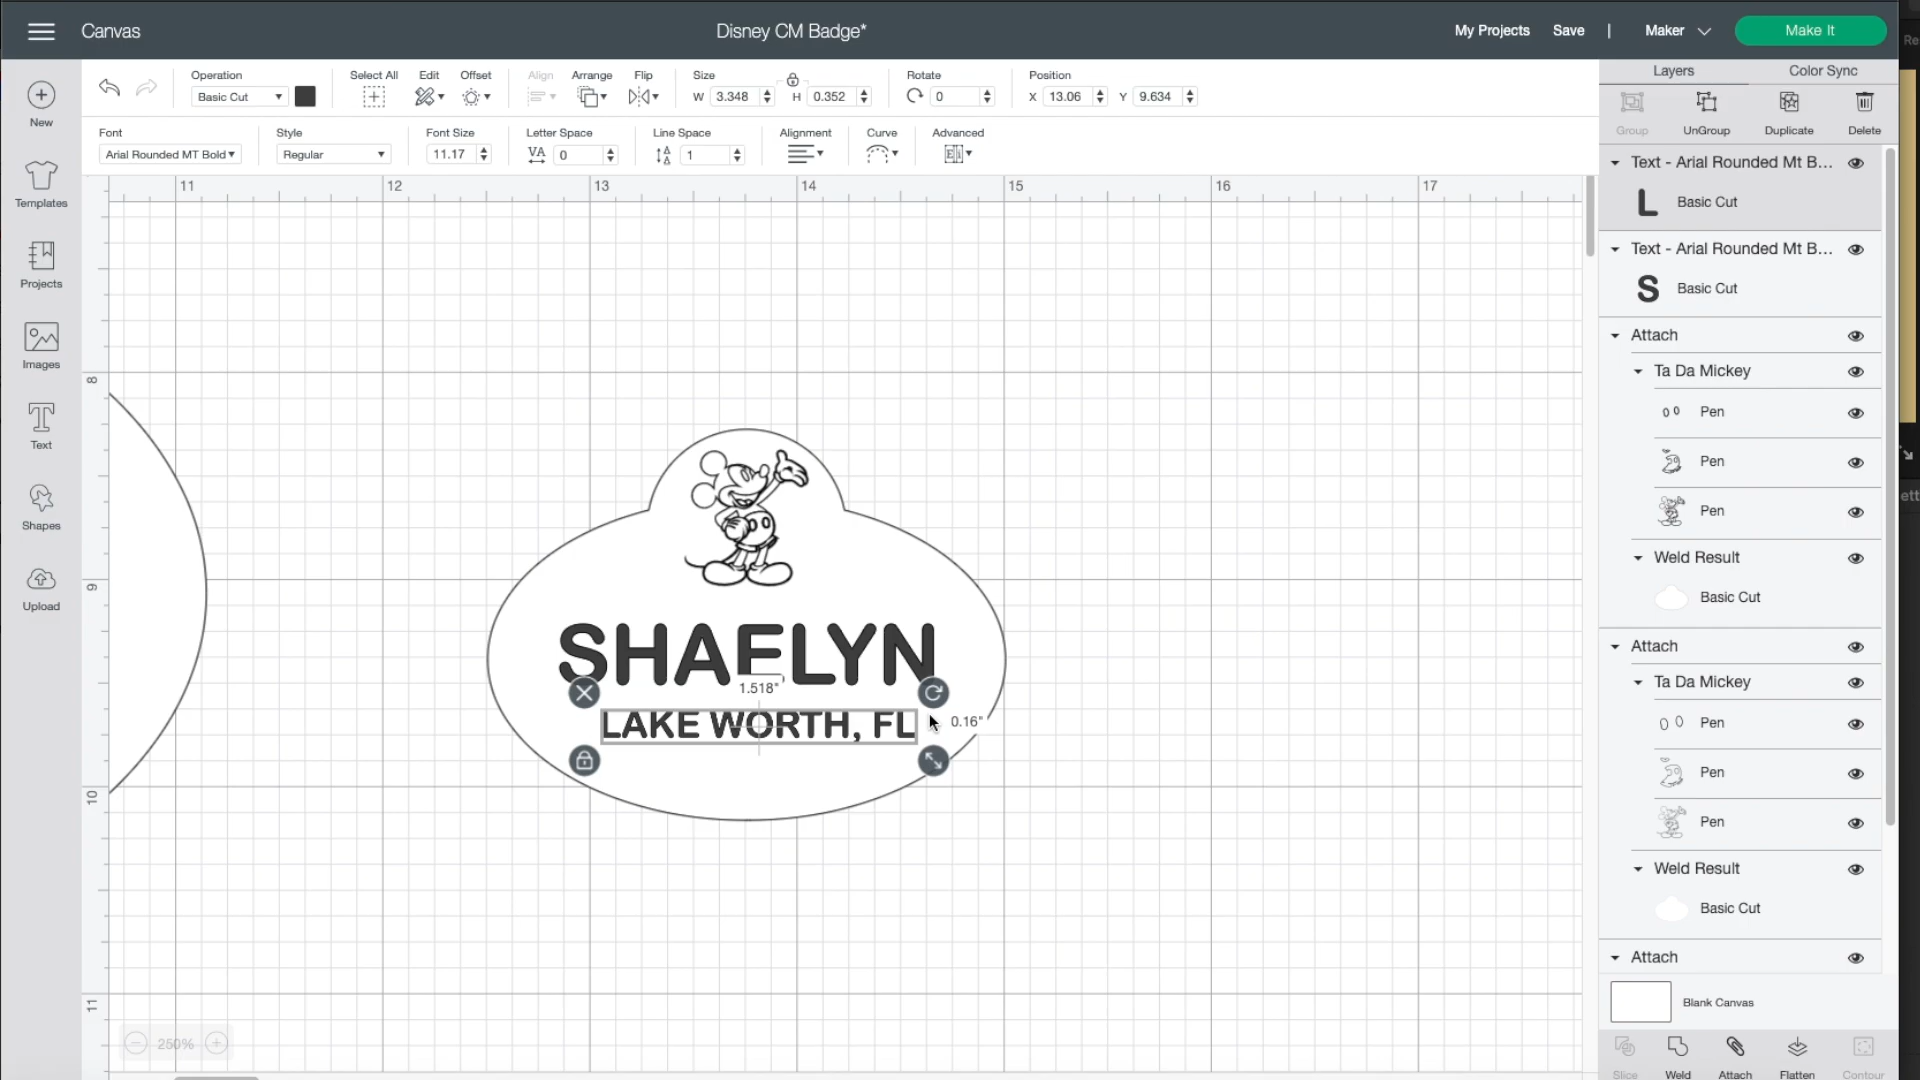 Canvas
Disney CM Badge*
My Projects
Save
|
Maker
Make It
Operation
Basic Cut
Select All
Edit
Offset
Align
Arrange
Flip
Size
W 3.348
H 0.352
Rotate
0
Position
X 13.06
Y 9.634
Font
Arial Rounded MT Bold
Style
Regular
Font Size
11.17
Letter Space
VA 0
Line Space
1
Alignment
Curve
Advanced
New
Templates
Projects
Images
Text
Shapes
Upload
11 12 13 14 15 16 17
8
9
10
11
SHAELYN
1.518"
LAKE WORTH, FL
0.16"
250%
Layers
Color Sync
Group
UnGroup
Duplicate
Delete
Text - Arial Rounded Mt B...
L Basic Cut
Text - Arial Rounded Mt B...
S Basic Cut
Attach
Ta Da Mickey
Pen
Pen
Pen
Weld Result
Basic Cut
Attach
Ta Da Mickey
Pen
Pen
Pen
Weld Result
Basic Cut
Attach
Blank Canvas
Slice
Weld
Attach
Flatten
Contour
Re
ett